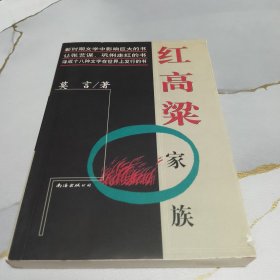 新时期文学中影响巨大的书
让张艺谋、巩俐走红的书
译成十八种文字在世界上发行的书
莫言/著
红高粱
家族
南海出版公司